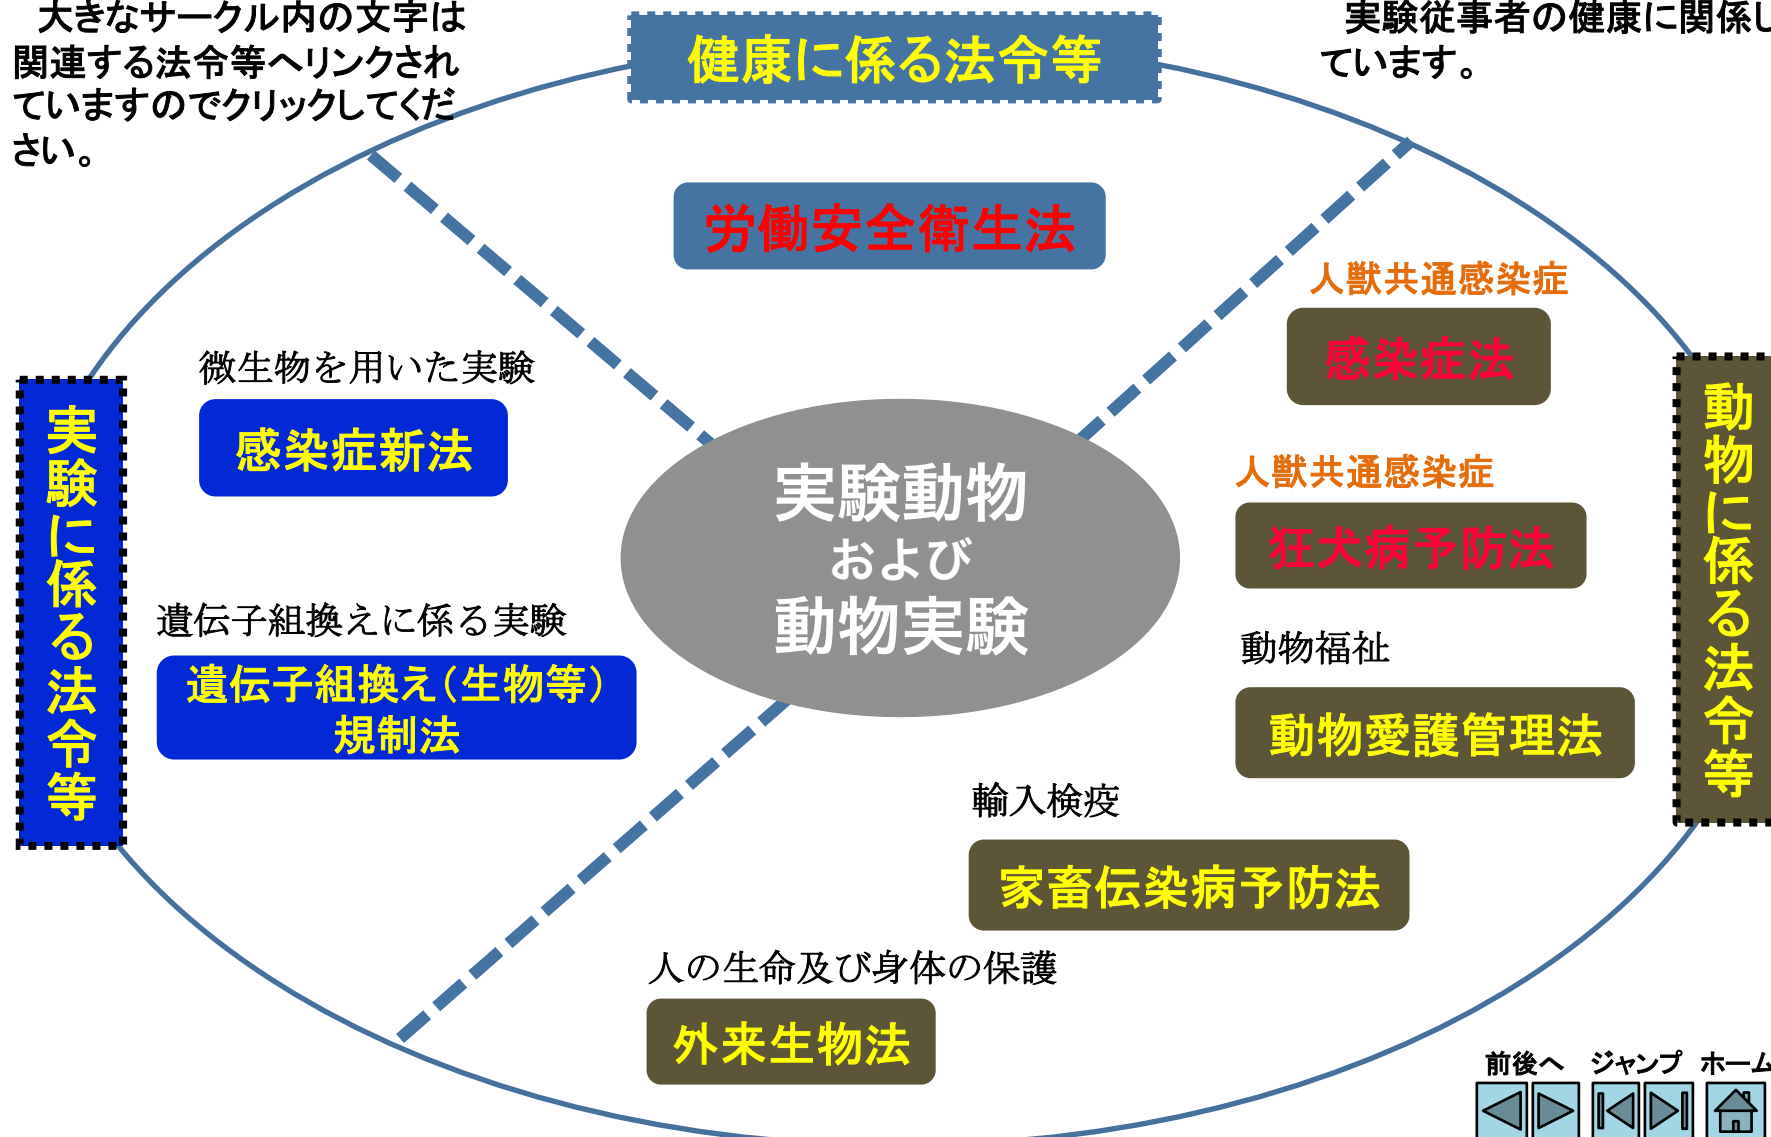 大きなサークル内の文字は
関連する法令等へリンクされ
ていますのでクリックしてくだ
さい。
健康に係る法令等
実験従事者の健康に関係し
ています。
労働安全衛生法
人獣共通感染症
感染症法
微生物を用いた実験
感染症新法
実験に係る法令等
動物に係る法令等
人獣共通感染症
狂犬病予防法
実験動物
および
動物実験
遺伝子組換えに係る実験
遺伝子組換え（生物等）
規制法
動物福祉
動物愛護管理法
輸入検疫
家畜伝染病予防法
人の生命及び身体の保護
外来生物法
前後へ ジャンプ ホーム